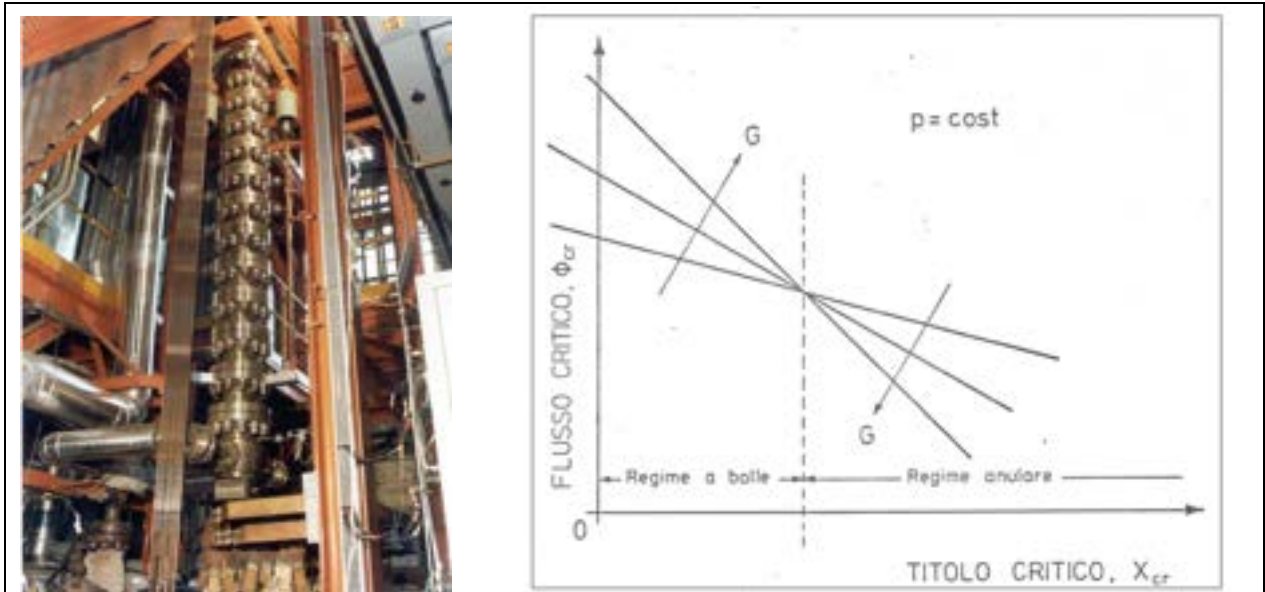 p = cost
G
G
FLUSSO CRITICO, Φcr
Regime a bolle
Regime anulare
0
TITOLO CRITICO, Xcr